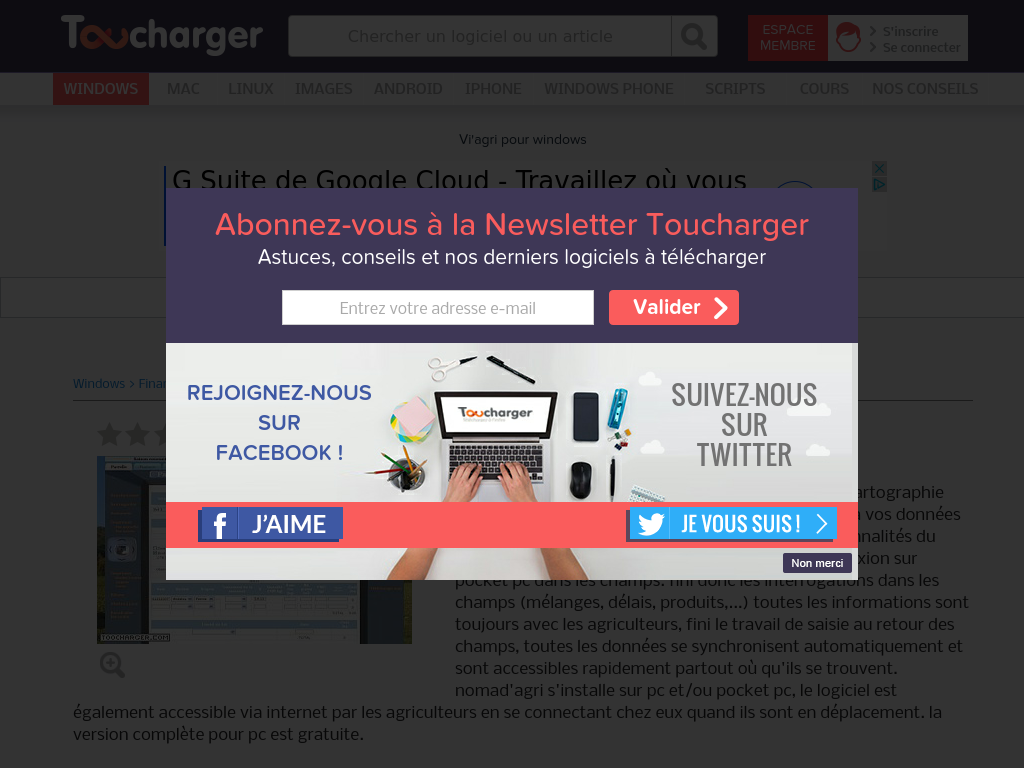 Toucharger
Chercher un logiciel ou un article
ESPACE
MEMBRE
S'inscrire
Se connecter
WINDOWS
MAC
LINUX
IMAGES
ANDROID
IPHONE
WINDOWS PHONE
SCRIPTS
COURS
NOS CONSEILS
Vi'agri pour windows
G Suite de Google Cloud - Travaillez où vous
Abonnez-vous à la Newsletter Toucharger
Astuces, conseils et nos derniers logiciels à télécharger
Entrez votre adresse e-mail
Valider
Windows >
REJOIGNEZ-NOUS
SUR
FACEBOOK !
Toucharger
SUIVEZ-NOUS
SUR
TWITTER
artographie
vos données
nnalités du
xion sur
J'AIME
JE VOUS SUIS !
Non merci
pocket pc dans les champs. fini donc les interrogations dans les
champs (mélanges, délais, produits,...) toutes les informations sont
toujours avec les agriculteurs, fini le travail de saisie au retour des
champs, toutes les données se synchronisent automatiquement et
sont accessibles rapidement partout où qu'ils se trouvent.
nomad'agri s'installe sur pc et/ou pocket pc, le logiciel est
également accessible via internet par les agriculteurs en se connectant chez eux quand ils sont en déplacement. la
version complète pour pc est gratuite.
TOUCHARGER.COM